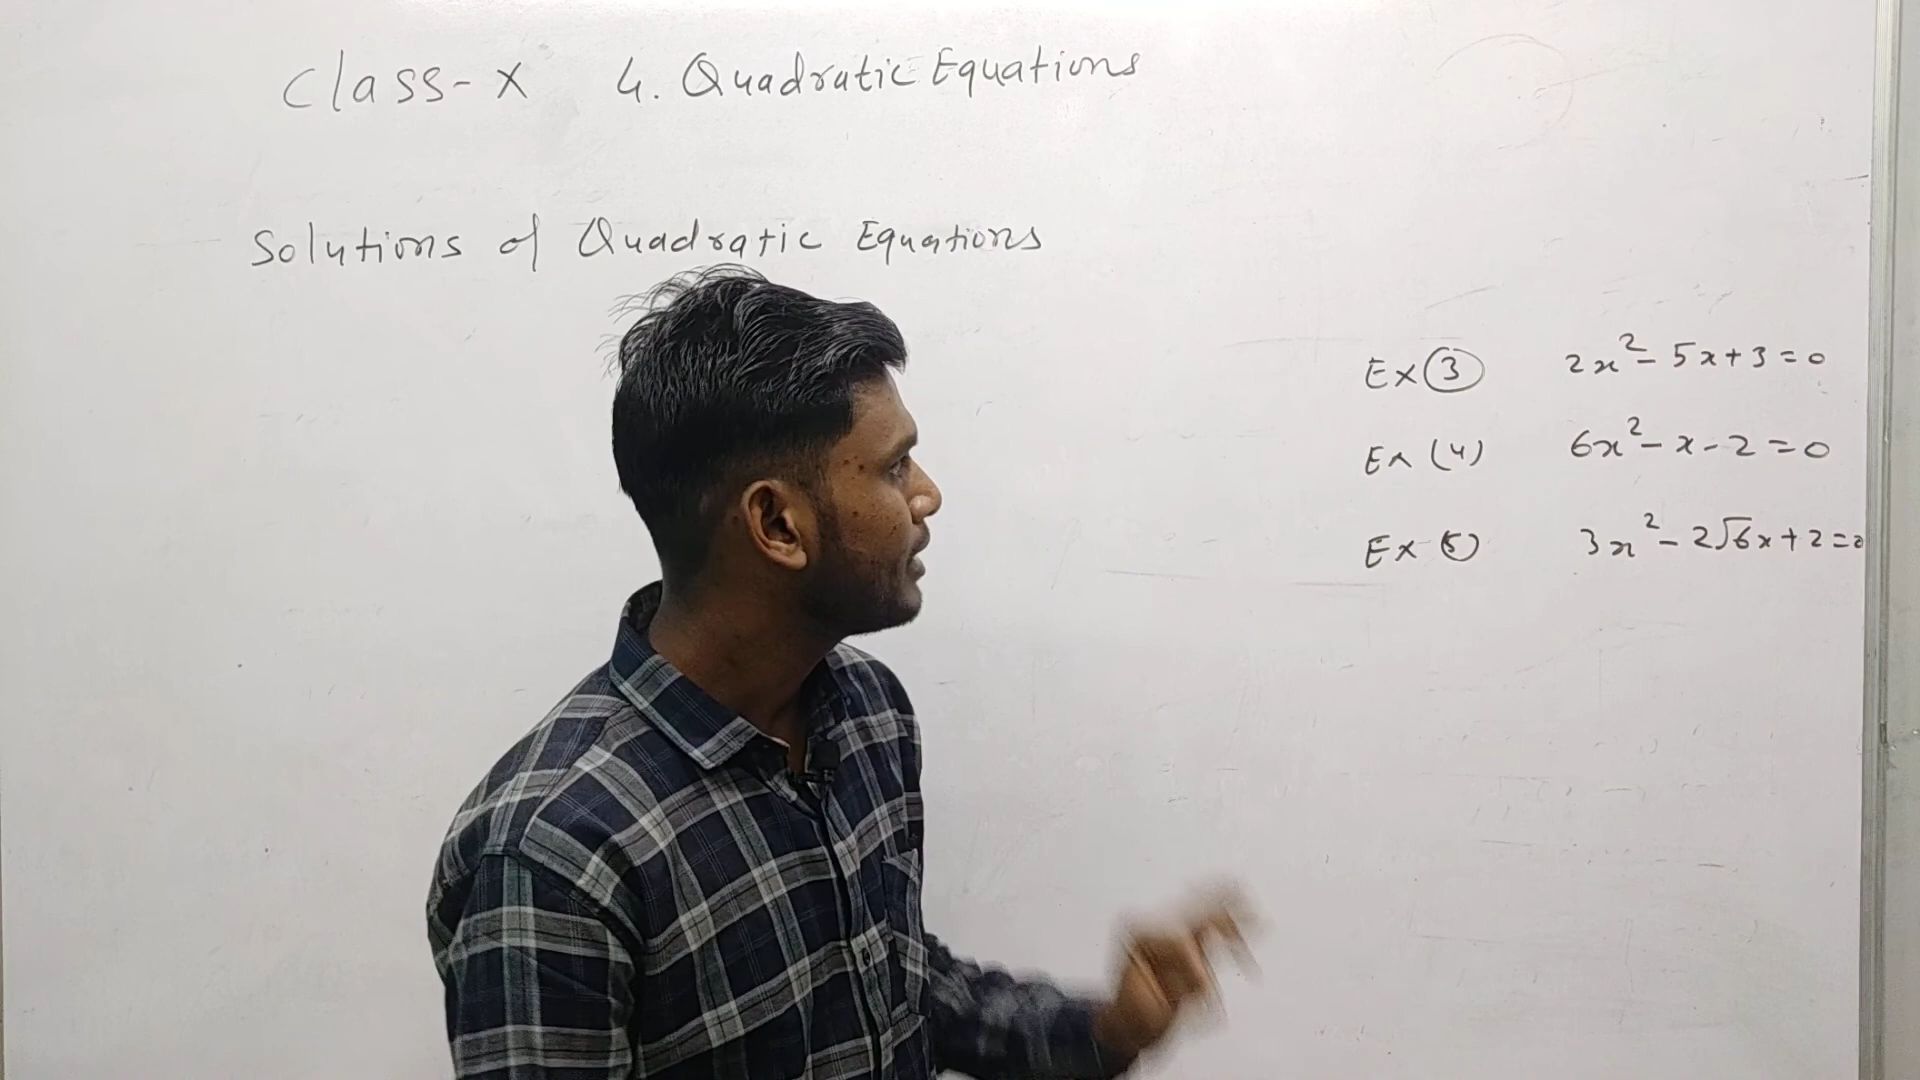 Class-X 4. Quadratic Equations
Solutions of Quadratic Equations
Ex ③ 2x²- 5x+3=0
Ex (4) 6x²- x-2=0
Ex ⑤ 3x²- 2√6x+2=0